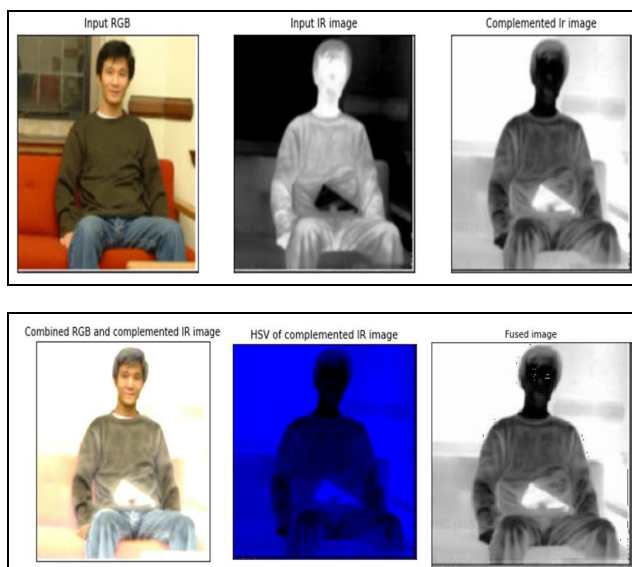 Input RGB
Input IR image
Complemented Ir image
Combined RGB and complemented IR image
HSV of complemented IR image
Fused image